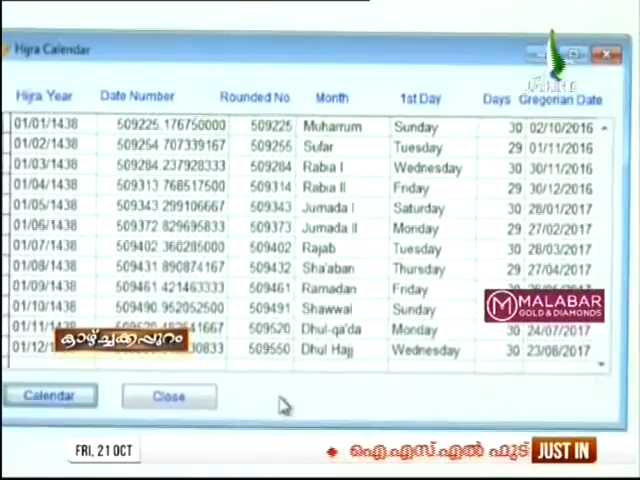 Hijra Calendar
Hijra Year Date Number Rounded No Month 1st Day Days Gregorian Date
01/01/1438 509225.176750000 509225 Muharrum Sunday 30 02/10/2016
01/02/1438 509254.707339167 509255 Sufar Tuesday 29 01/11/2016
01/03/1438 509284.237928333 509284 Rabia I Wednesday 30 30/11/2016
01/04/1438 509313.768517500 509314 Rabia II Friday 29 30/12/2016
01/05/1438 509343.299106667 509343 Jumada I Saturday 30 28/01/2017
01/06/1438 509372.829695833 509373 Jumada II Monday 29 27/02/2017
01/07/1438 509402.360285000 509402 Rajab Tuesday 30 28/03/2017
01/08/1438 509431.890874167 509432 Sha'aban Thursday 29 27/04/2017
01/09/1438 509461.421463333 509461 Ramadan Friday
01/10/1438 509490.952052500 509491 Shawwal Sunday
01/11/1438 509520 Dhul-qa'da Monday 24/07/2017
01/12/ 509550 Dhul Hajj Wednesday 30 23/08/2017
MALABAR
GOLD & DIAMONDS
കാഴ്ച്ചക്കപ്പുറം
Calendar Close
FRI, 21 OCT ഐ.എസ്.എൽ ഫുട് JUST IN